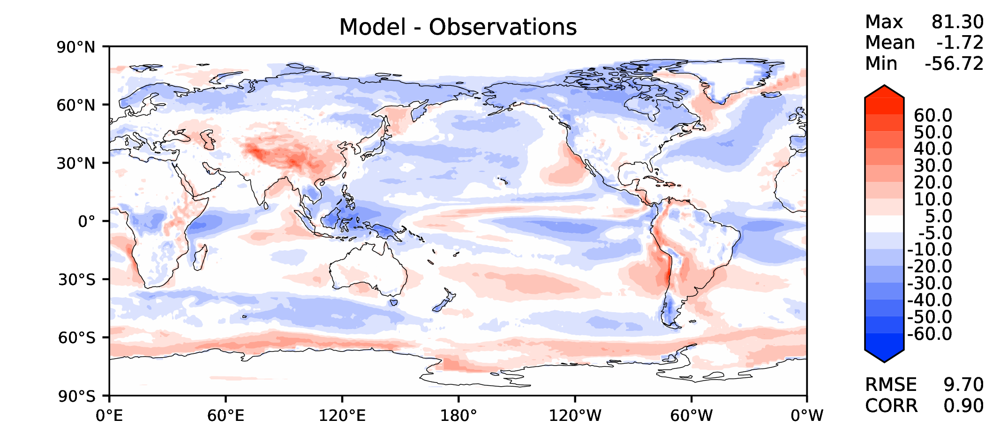 Model - Observations
Max 81.30
Mean -1.72
Min -56.72
90°N
60°N
30°N
0°
30°S
60°S
90°S
0°E 60°E 120°E 180° 120°W 60°W 0°W
60.0
50.0
40.0
30.0
20.0
10.0
5.0
-5.0
-10.0
-20.0
-30.0
-40.0
-50.0
-60.0
RMSE 9.70
CORR 0.90